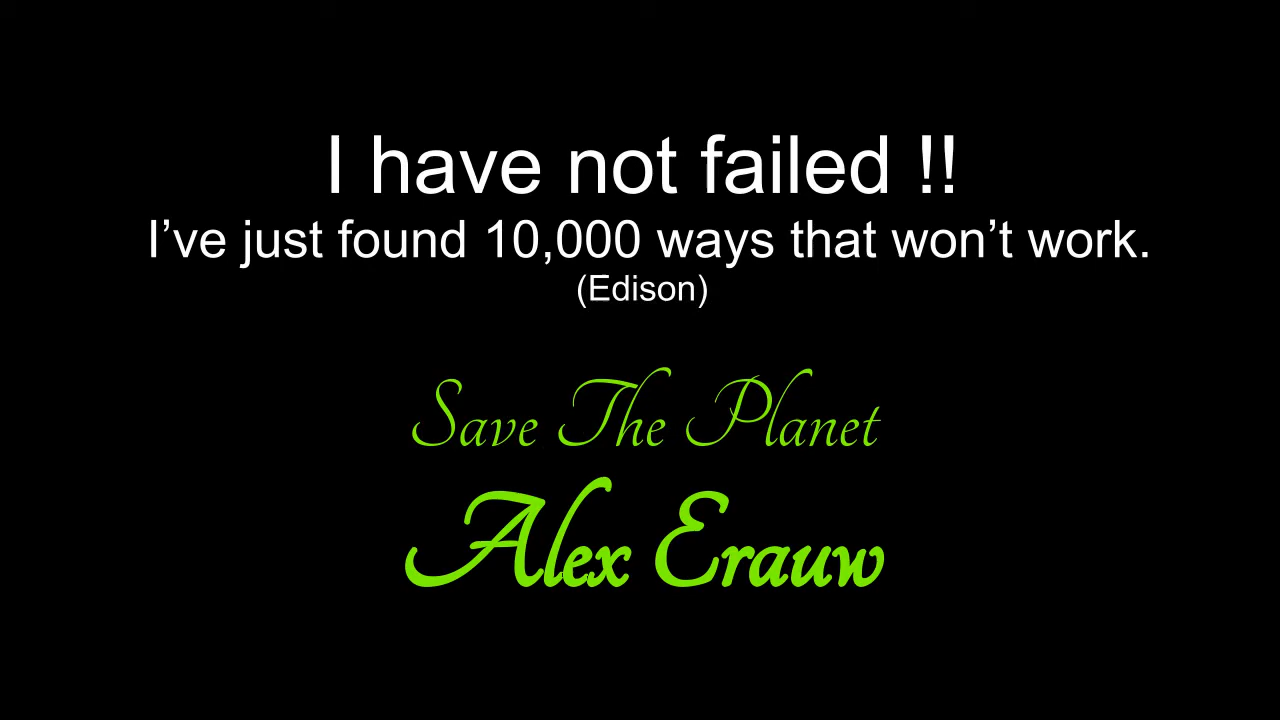 I have not failed !!
I’ve just found 10,000 ways that won’t work.
(Edison)
Save The Planet
Alex Erauw